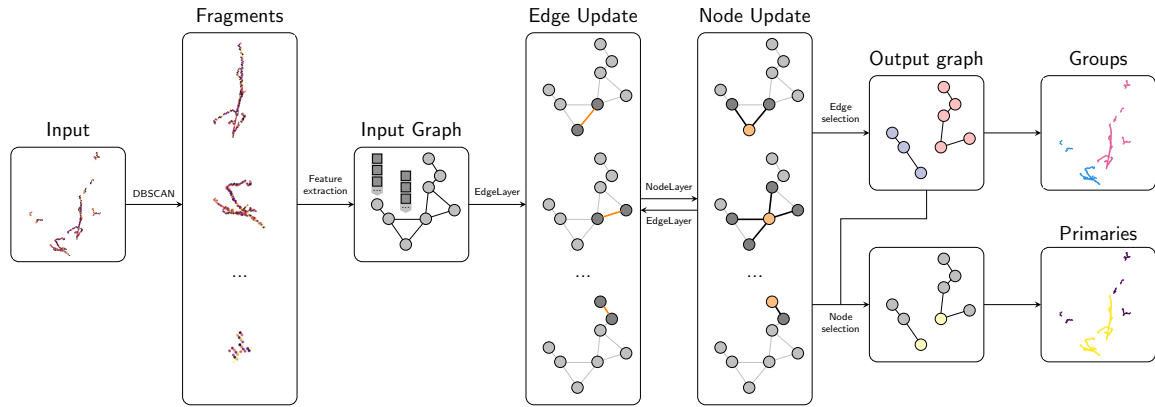 Fragments
Edge Update
Node Update
Output graph
Groups
Input
Input Graph
Edge
selection
DBSCAN
Feature
extraction
...
...
EdgeLayer
NodeLayer
EdgeLayer
Primaries
...
...
...
Node
selection